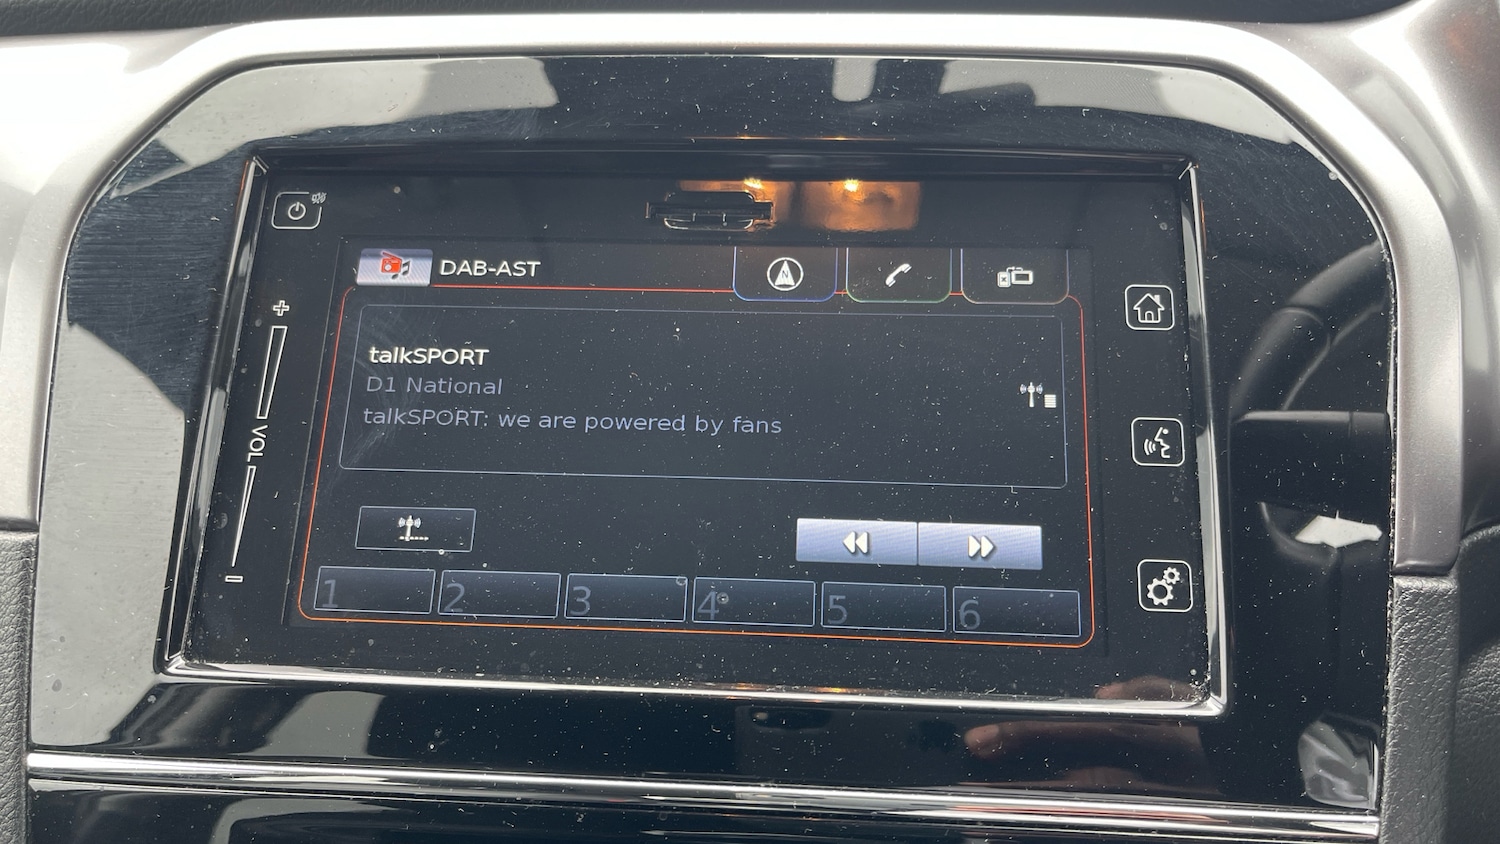 DAB-AST
N
talkSPORT
D1 National
talkSPORT: we are powered by fans
VOL
1 2 3 4 5 6